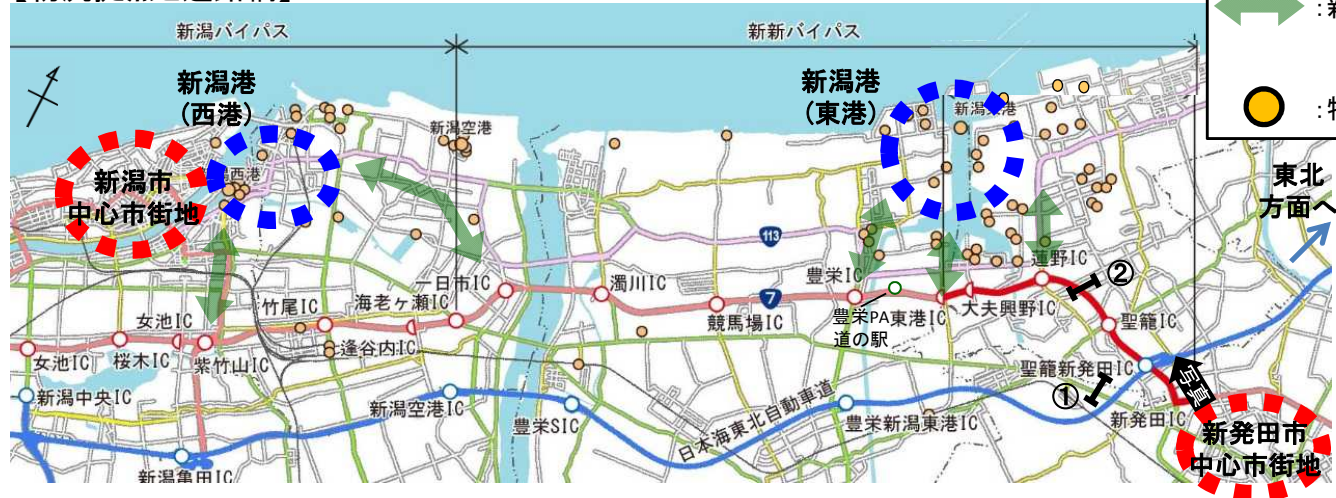 新潟バイパス
新新バイパス
:新
:特
4
新潟港
(西港)
新潟港
(東港)
新潟空港
新潟市
中心市街地
東北
方面へ
113
7
一日市IC
濁川IC
豊栄IC
蓮野IC
②
女池IC
竹尾IC
海老ヶ瀬IC
競馬場IC
豊栄PA
道の駅
東港IC
大夫興野IC
聖籠IC
女池IC
桜木IC
紫竹山IC
逢谷内IC
聖籠新発田IC
①
写真
新潟中央IC
新潟空港IC
豊栄SIC
日本海東北自動車道
豊栄新潟東港IC
新発田IC
新発田市
中心市街地
新潟亀田IC